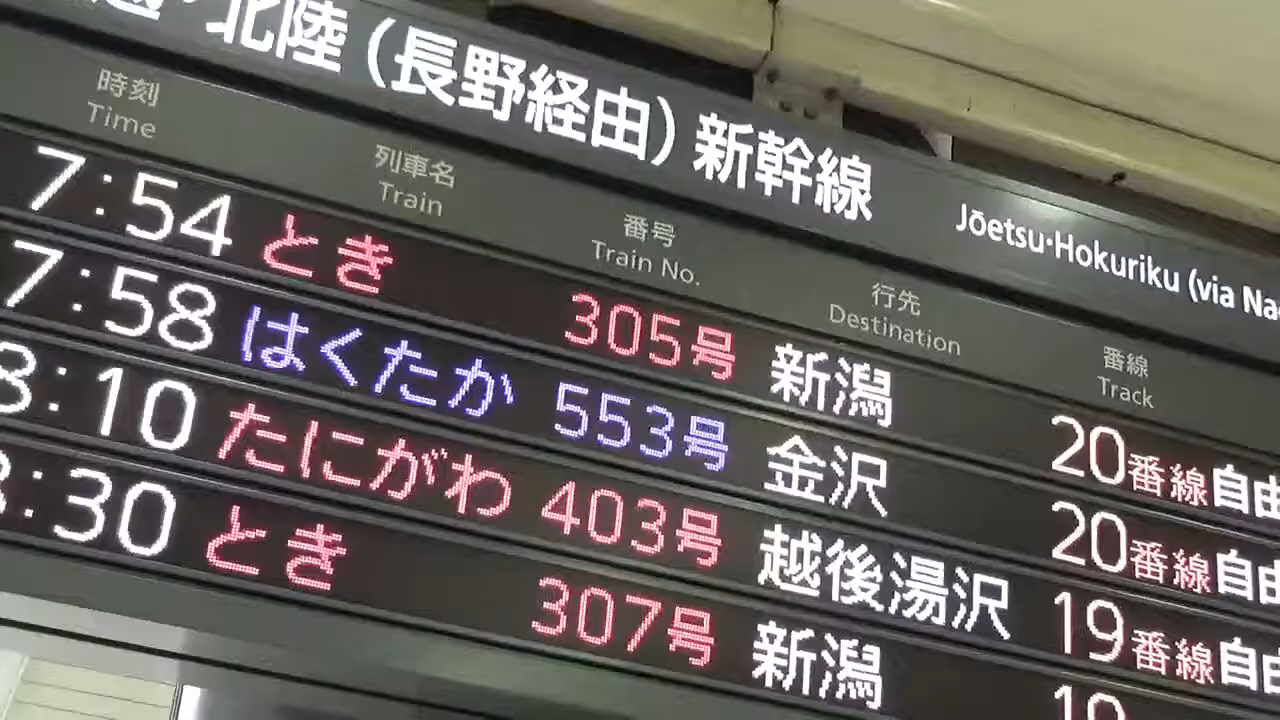 北陸(長野経由)新幹線 Jōetsu·Hokuriku (via
時刻 列車名 番号 行先 番線
Time Train Train No. Destination Track
7:54 とき 305号 新潟 20番線 自由
7:58 はくたか 553号 金沢 20番線 自由
8:10 たにがわ 403号 越後湯沢 19番線 自由
:30 とき 307号 新潟